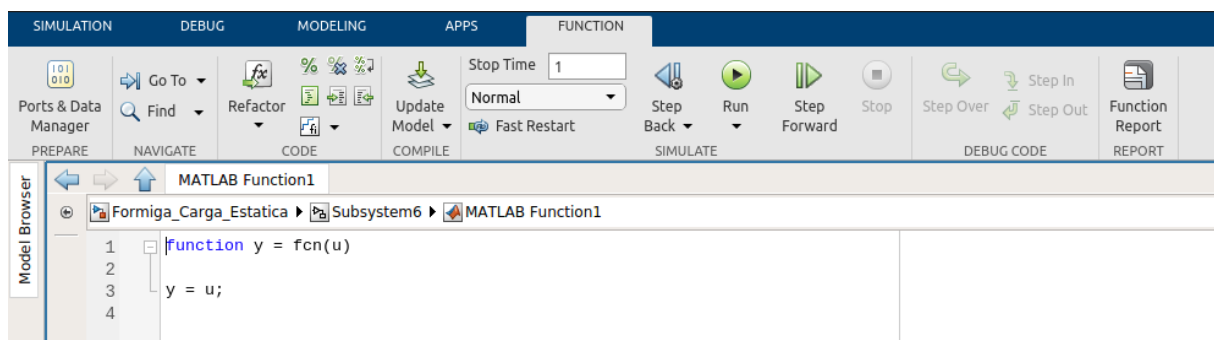 SIMULATION DEBUG MODELING APPS FUNCTION
Ports & Data Manager
Go To
Find
Refactor
Update Model
Stop Time 1
Normal
Fast Restart
Step Back
Run
Step Forward
Stop
Step Over
Step In
Step Out
Function Report
PREPARE NAVIGATE CODE COMPILE SIMULATE DEBUG CODE REPORT
Model Browser
MATLAB Function1
Formiga_Carga_Estatica Subsystem6 MATLAB Function1
1 function y = fcn(u)
2
3 y = u;
4